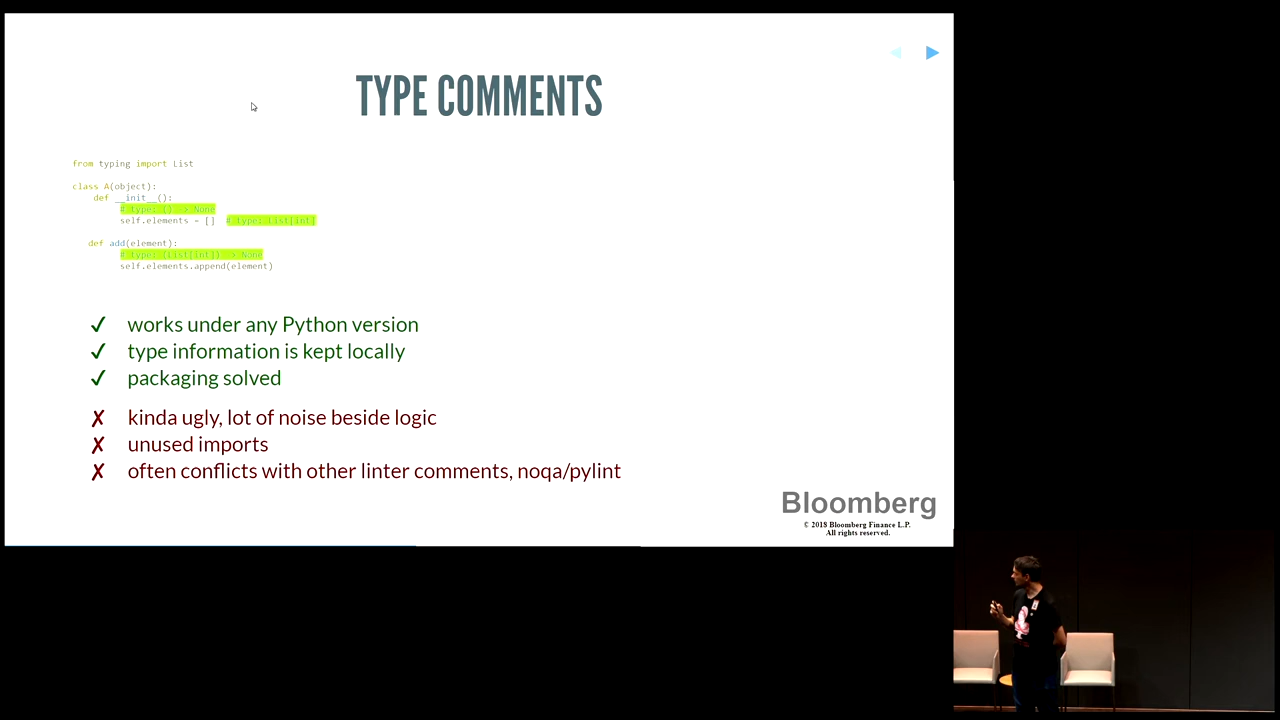 TYPE COMMENTS
from typing import List
class A(object):
def __init__():
# type: () -> None
self.elements = [] # type: List[int]
def add(element):
# type: (List[int]) -> None
self.elements.append(element)
✓ works under any Python version
✓ type information is kept locally
✓ packaging solved
✗ kinda ugly, lot of noise beside logic
✗ unused imports
✗ often conflicts with other linter comments, noqa/pylint
Bloomberg
© 2018 Bloomberg Finance L.P.
All rights reserved.